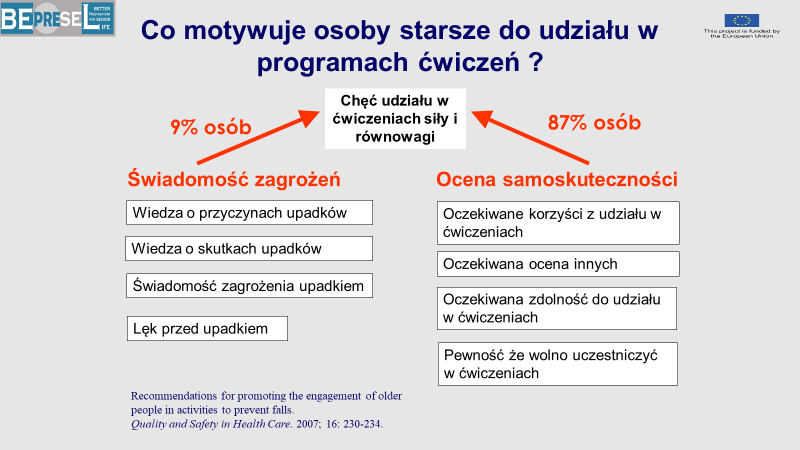 BEPRESEL
BETTER
PREPARATION
FOR SENIOR
LIFE
Co motywuje osoby starsze do udziału w
programach ćwiczeń ?
This project is funded by
the European Union
Chęć udziału w
ćwiczeniach siły i
równowagi
9% osób
87% osób
Świadomość zagrożeń
Wiedza o przyczynach upadków
Wiedza o skutkach upadków
Świadomość zagrożenia upadkiem
Lęk przed upadkiem
Ocena samoskuteczności
Oczekiwane korzyści z udziału w
ćwiczeniach
Oczekiwana ocena innych
Oczekiwana zdolność do udziału
w ćwiczeniach
Pewność że wolno uczestniczyć
w ćwiczeniach
Recommendations for promoting the engagement of older
people in activities to prevent falls.
Quality and Safety in Health Care. 2007; 16: 230-234.